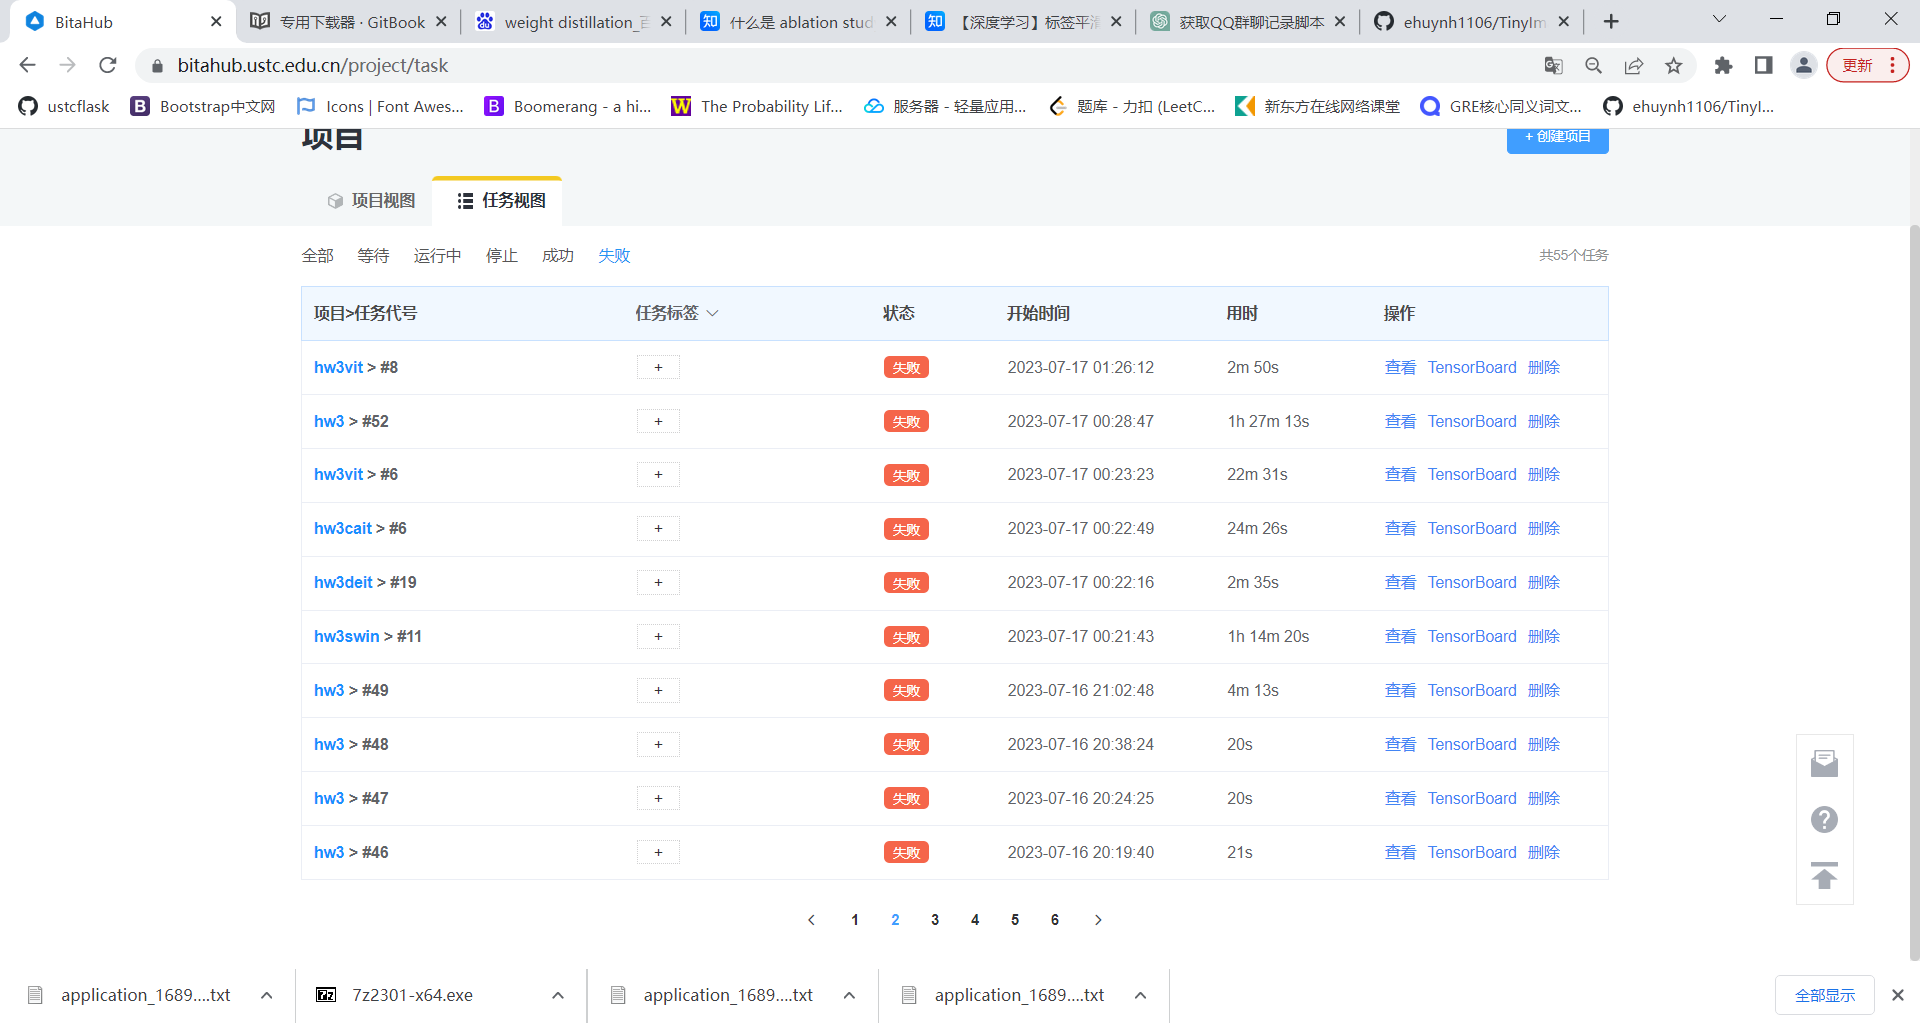 BitaHub
专用下载器 · GitBook
weight distillation_百
什么是 ablation stud
【深度学习】标签平滑
获取QQ群聊记录脚本
ehuynh1106/TinyIm
bitahub.ustc.edu.cn/project/task
更新
ustcflask
Bootstrap中文网
Icons | Font Awes...
Boomerang - a hi...
The Probability Lif...
服务器 - 轻量应用...
题库 - 力扣 (LeetC...
新东方在线网络课堂
GRE核心同义词文...
ehuynh1106/TinyI...
项目
+ 创建项目
项目视图
任务视图
全部 等待 运行中 停止 成功 失败
共55个任务
项目>任务代号 任务标签 状态 开始时间 用时 操作
hw3vit > #8 + 失败 2023-07-17 01:26:12 2m 50s 查看 TensorBoard 删除
hw3 > #52 + 失败 2023-07-17 00:28:47 1h 27m 13s 查看 TensorBoard 删除
hw3vit > #6 + 失败 2023-07-17 00:23:23 22m 31s 查看 TensorBoard 删除
hw3cait > #6 + 失败 2023-07-17 00:22:49 24m 26s 查看 TensorBoard 删除
hw3deit > #19 + 失败 2023-07-17 00:22:16 2m 35s 查看 TensorBoard 删除
hw3swin > #11 + 失败 2023-07-17 00:21:43 1h 14m 20s 查看 TensorBoard 删除
hw3 > #49 + 失败 2023-07-16 21:02:48 4m 13s 查看 TensorBoard 删除
hw3 > #48 + 失败 2023-07-16 20:38:24 20s 查看 TensorBoard 删除
hw3 > #47 + 失败 2023-07-16 20:24:25 20s 查看 TensorBoard 删除
hw3 > #46 + 失败 2023-07-16 20:19:40 21s 查看 TensorBoard 删除
< 1 2 3 4 5 6 >
application_1689....txt
7z2301-x64.exe
application_1689....txt
application_1689....txt
全部显示